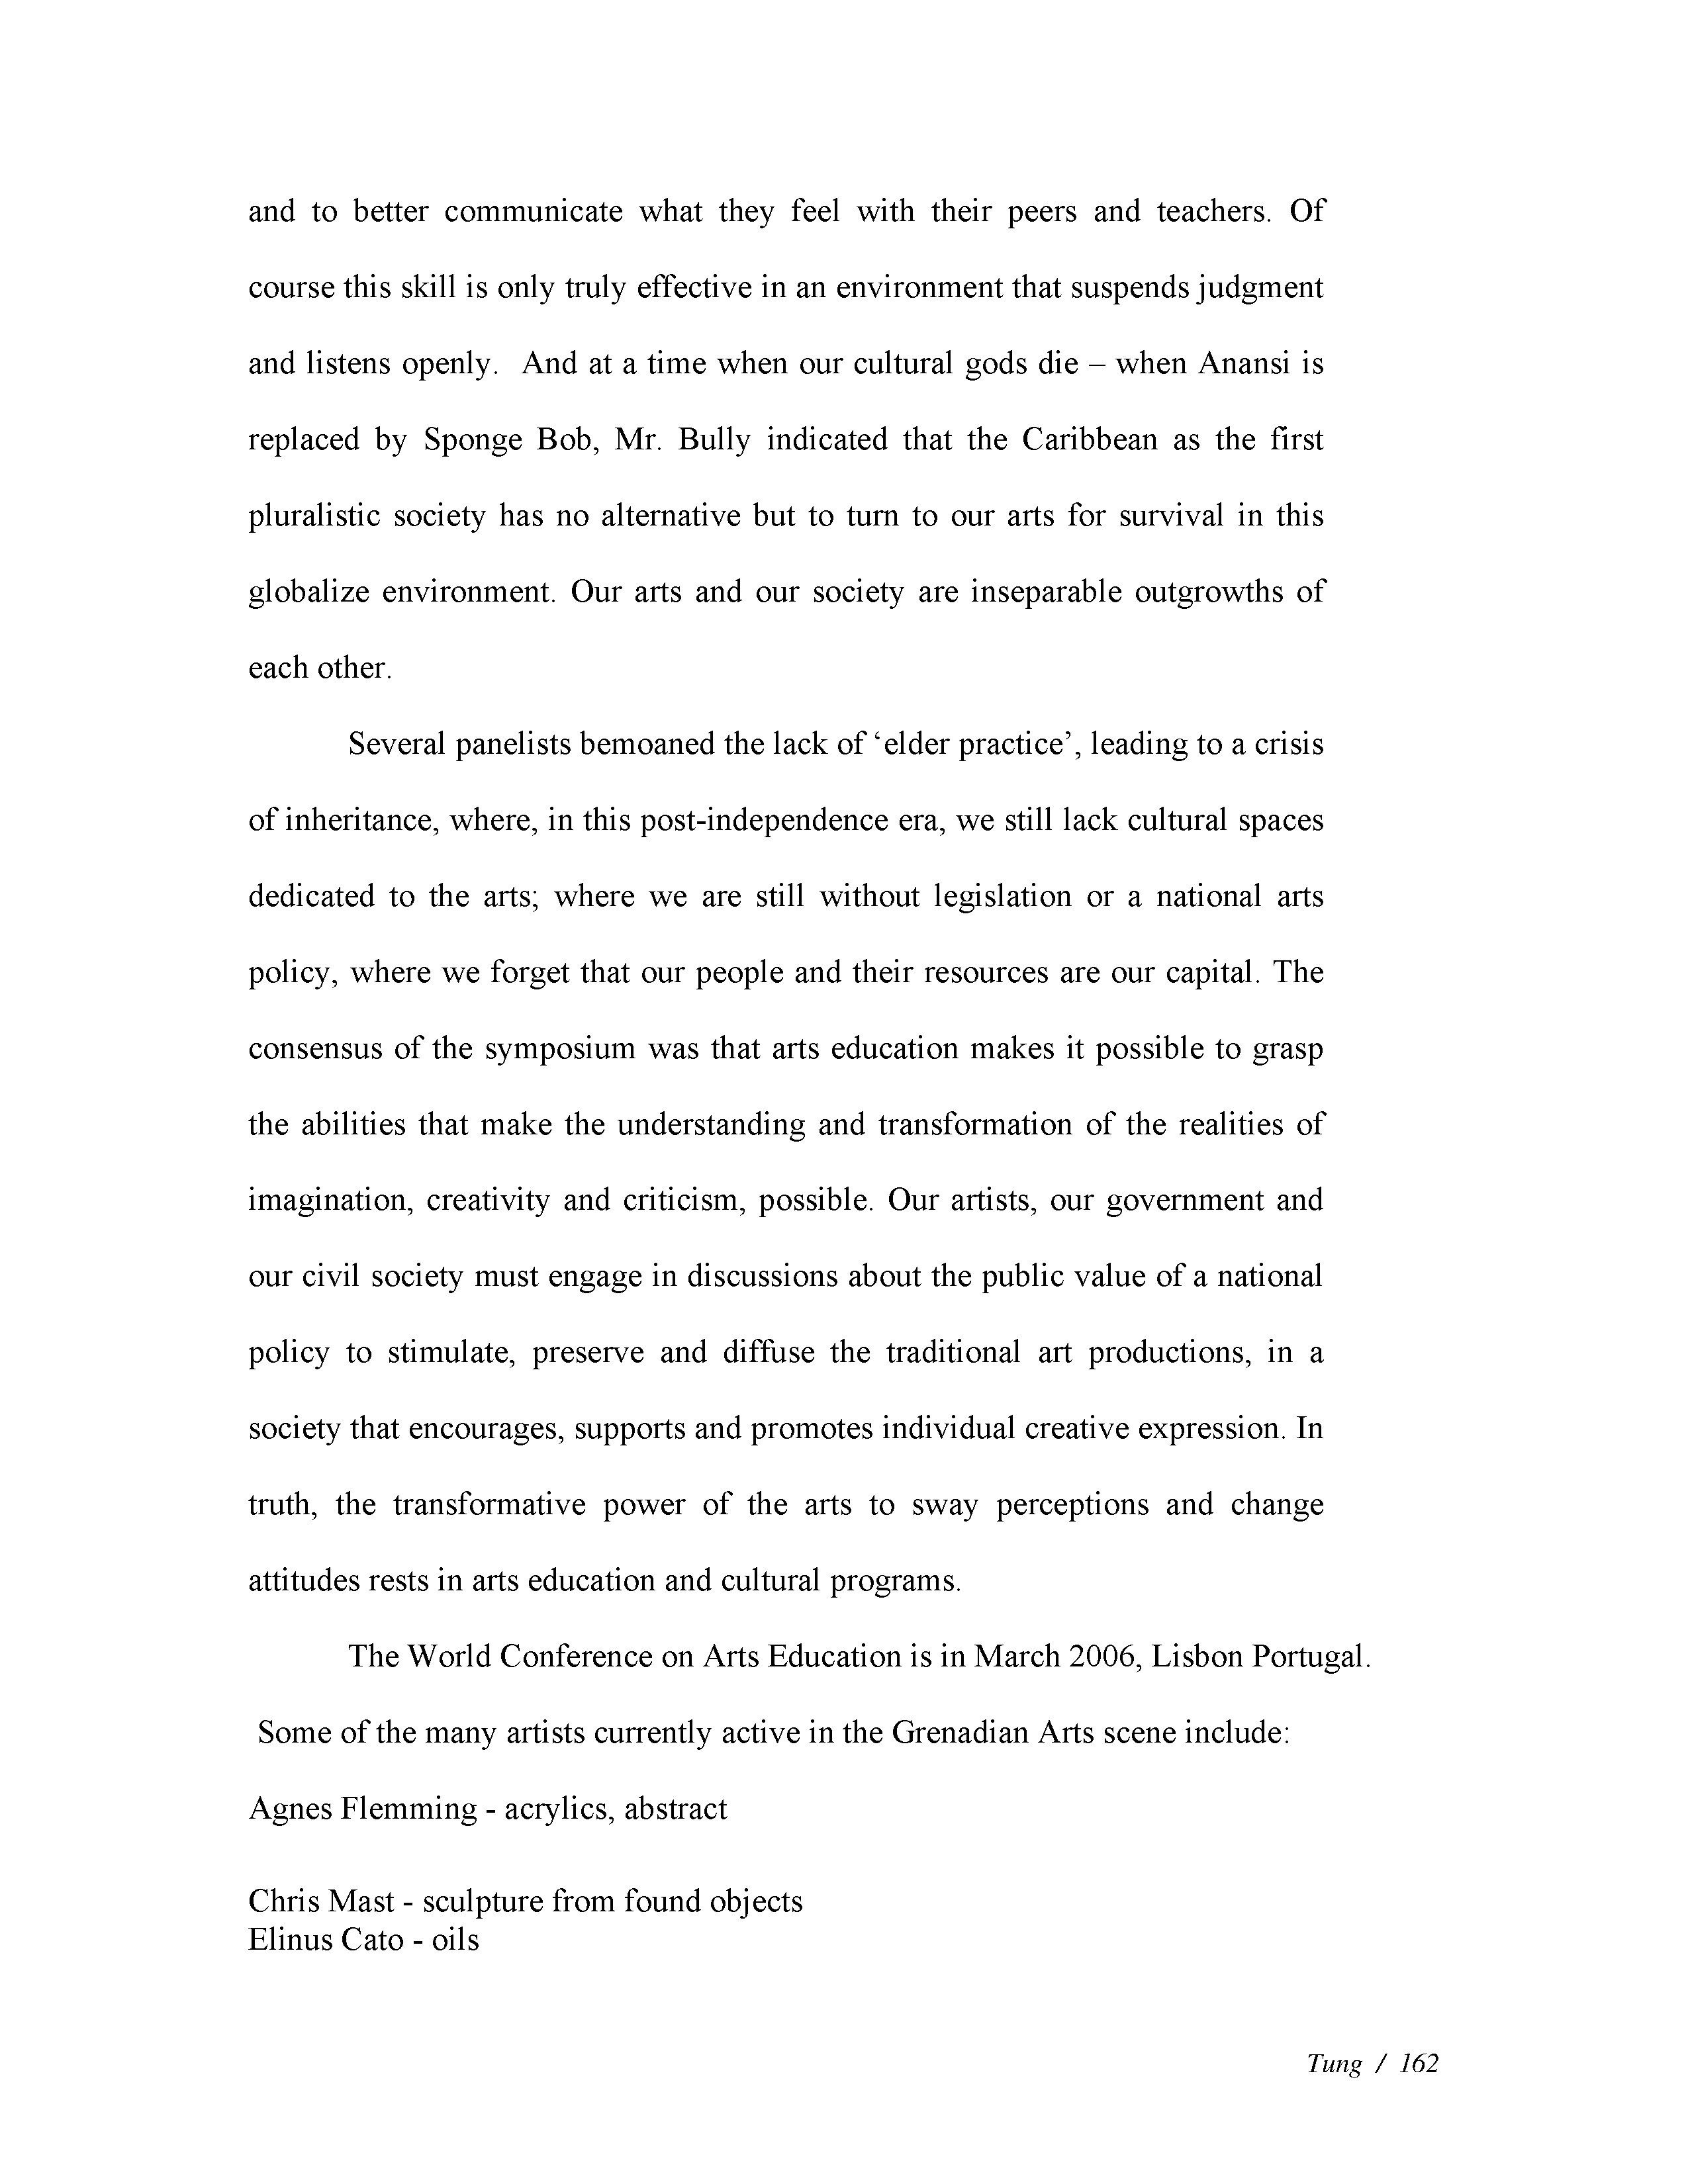 and to better communicate what they feel with their peers and teachers. Of
course this skill is only truly effective in an environment that suspends judgment
and listens openly.  And at a time when our cultural gods die – when Anansi is
replaced by Sponge Bob, Mr. Bully indicated that the Caribbean as the first
pluralistic society has no alternative but to turn to our arts for survival in this
globalize environment. Our arts and our society are inseparable outgrowths of
each other.
Several panelists bemoaned the lack of ‘elder practice’, leading to a crisis
of inheritance, where, in this post-independence era, we still lack cultural spaces
dedicated to the arts; where we are still without legislation or a national arts
policy, where we forget that our people and their resources are our capital. The
consensus of the symposium was that arts education makes it possible to grasp
the abilities that make the understanding and transformation of the realities of
imagination, creativity and criticism, possible. Our artists, our government and
our civil society must engage in discussions about the public value of a national
policy to stimulate, preserve and diffuse the traditional art productions, in a
society that encourages, supports and promotes individual creative expression. In
truth, the transformative power of the arts to sway perceptions and change
attitudes rests in arts education and cultural programs.
The World Conference on Arts Education is in March 2006, Lisbon Portugal.
Some of the many artists currently active in the Grenadian Arts scene include:
Agnes Flemming - acrylics, abstract
Chris Mast - sculpture from found objects
Elinus Cato - oils
Tung / 162